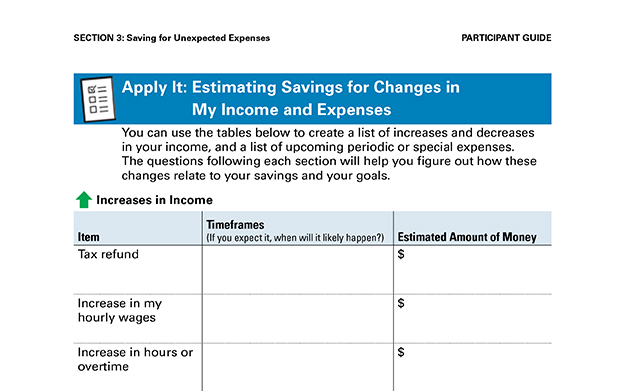 SECTION 3: Saving for Unexpected Expenses
PARTICIPANT GUIDE
Apply It: Estimating Savings for Changes in
My Income and Expenses
You can use the tables below to create a list of increases and decreases
in your income, and a list of upcoming periodic or special expenses.
The questions following each section will help you figure out how these
changes relate to your savings and your goals.
Increases in Income
Item
Timeframes
(If you expect it, when will it likely happen?)
Estimated Amount of Money
Tax refund
$
Increase in my
hourly wages
$
Increase in hours or
overtime
$